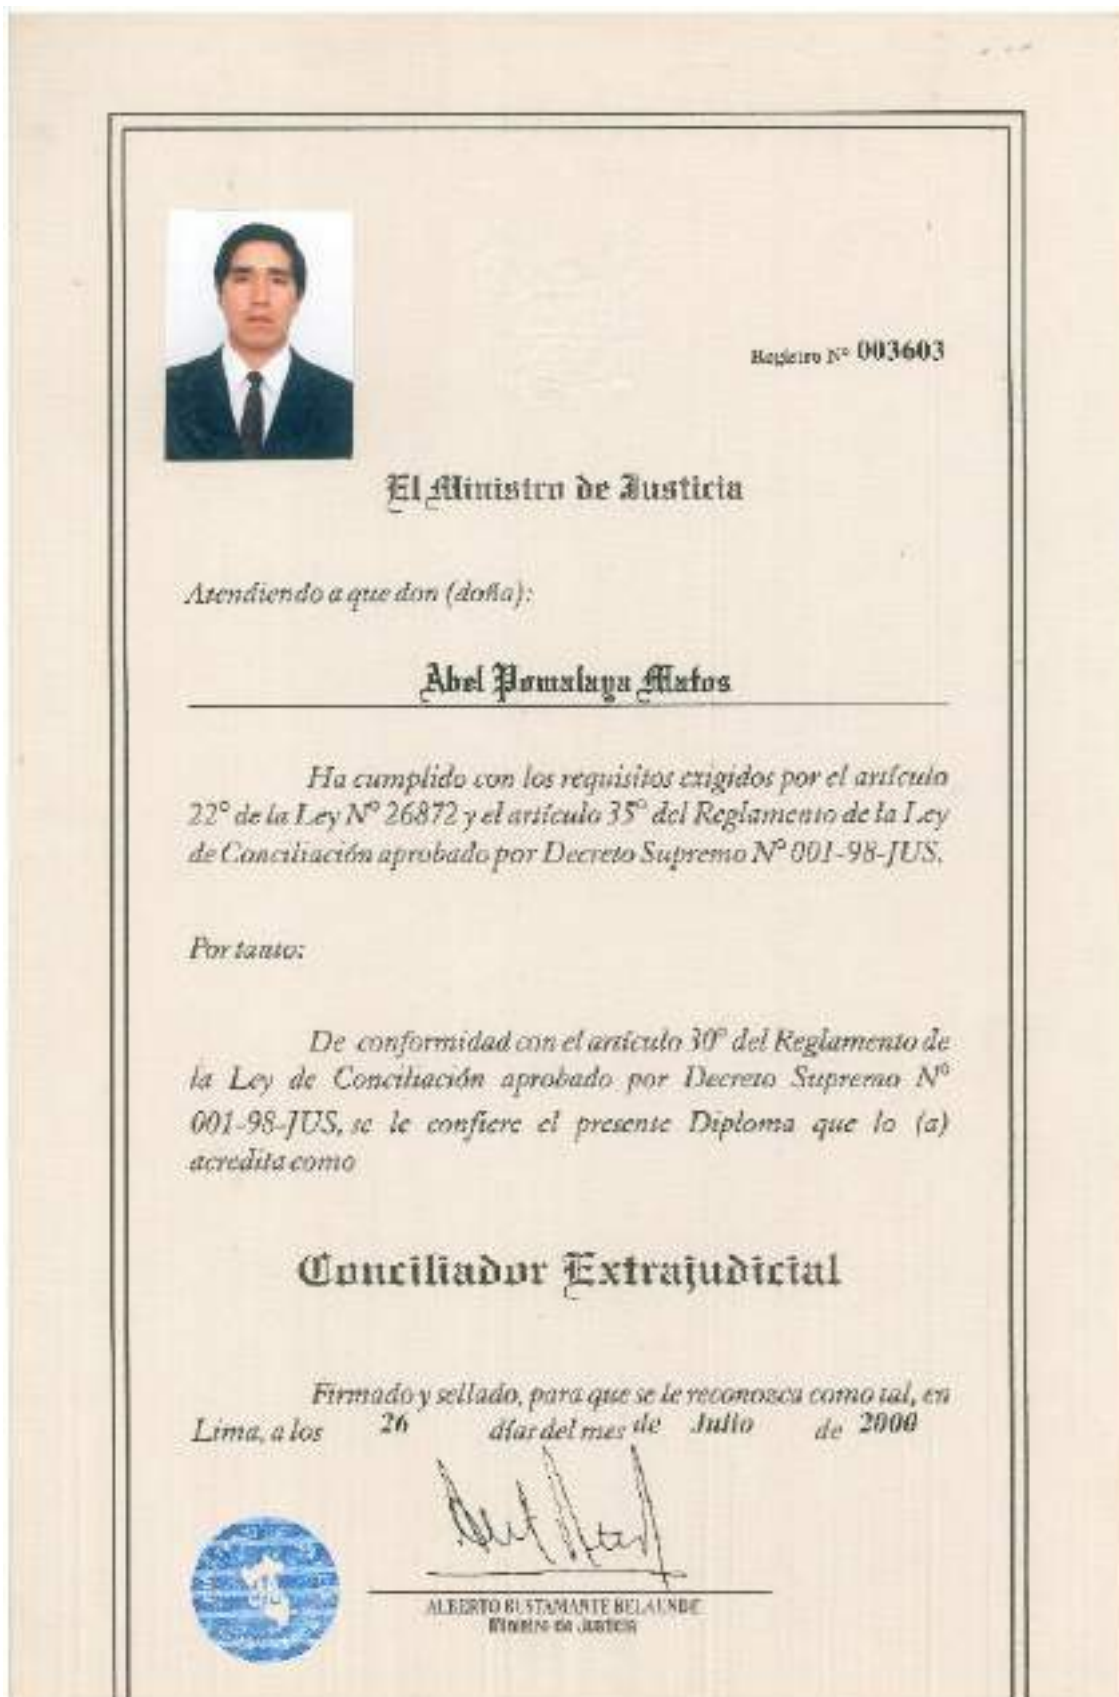 Registro Nº 003603
El Ministro de Justicia
Atendiendo a que don (doña):
Abel Pomalaya Matos
Ha cumplido con los requisitos exigidos por el artículo
22° de la Ley Nº 26872 y el artículo 35° del Reglamento de la Ley
de Conciliación aprobado por Decreto Supremo Nº 001-98-JUS.
Por tanto:
De conformidad con el artículo 30° del Reglamento de
la Ley de Conciliación aprobado por Decreto Supremo Nº
001-98-JUS, se le confiere el presente Diploma que lo (a)
acredita como
Conciliador Extrajudicial
Firmado y sellado, para que se le reconozca como tal, en
Lima, a los 26 días del mes de Julio de 2000
ALBERTO BUSTAMANTE BELAUNDE
Ministro de Justicia